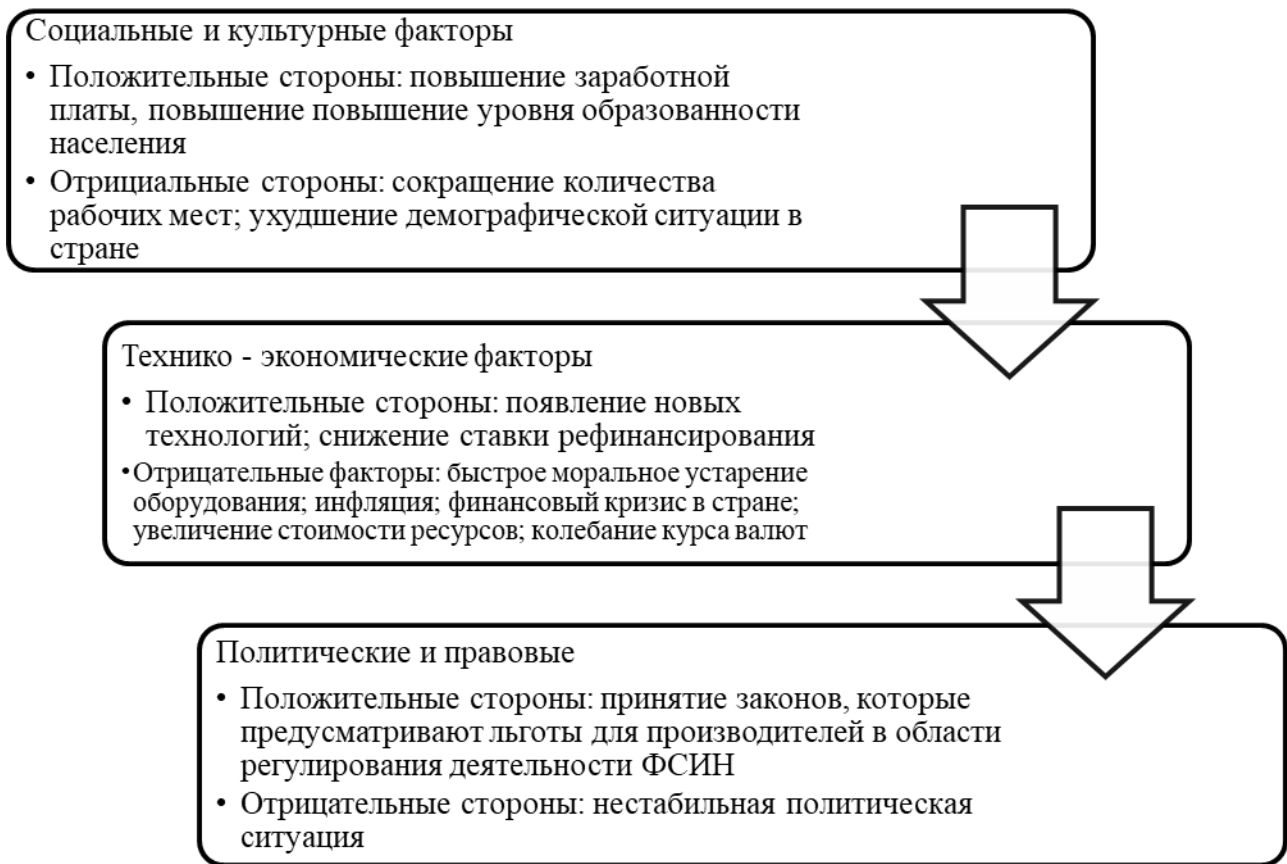 Социальные и культурные факторы
• Положительные стороны: повышение заработной
платы, повышение повышение уровня образованности
населения
• Отрициальные стороны: сокращение количества
рабочих мест; ухудшение демографической ситуации в
стране
Технико - экономические факторы
• Положительные стороны: появление новых
технологий; снижение ставки рефинансирования
•Отрицательные факторы: быстрое моральное устарение
оборудования; инфляция; финансовый кризис в стране;
увеличение стоимости ресурсов; колебание курса валют
Политические и правовые
• Положительные стороны: принятие законов, которые
предусматривают льготы для производителей в области
регулирования деятельности ФСИН
• Отрицательные стороны: нестабильная политическая
ситуация